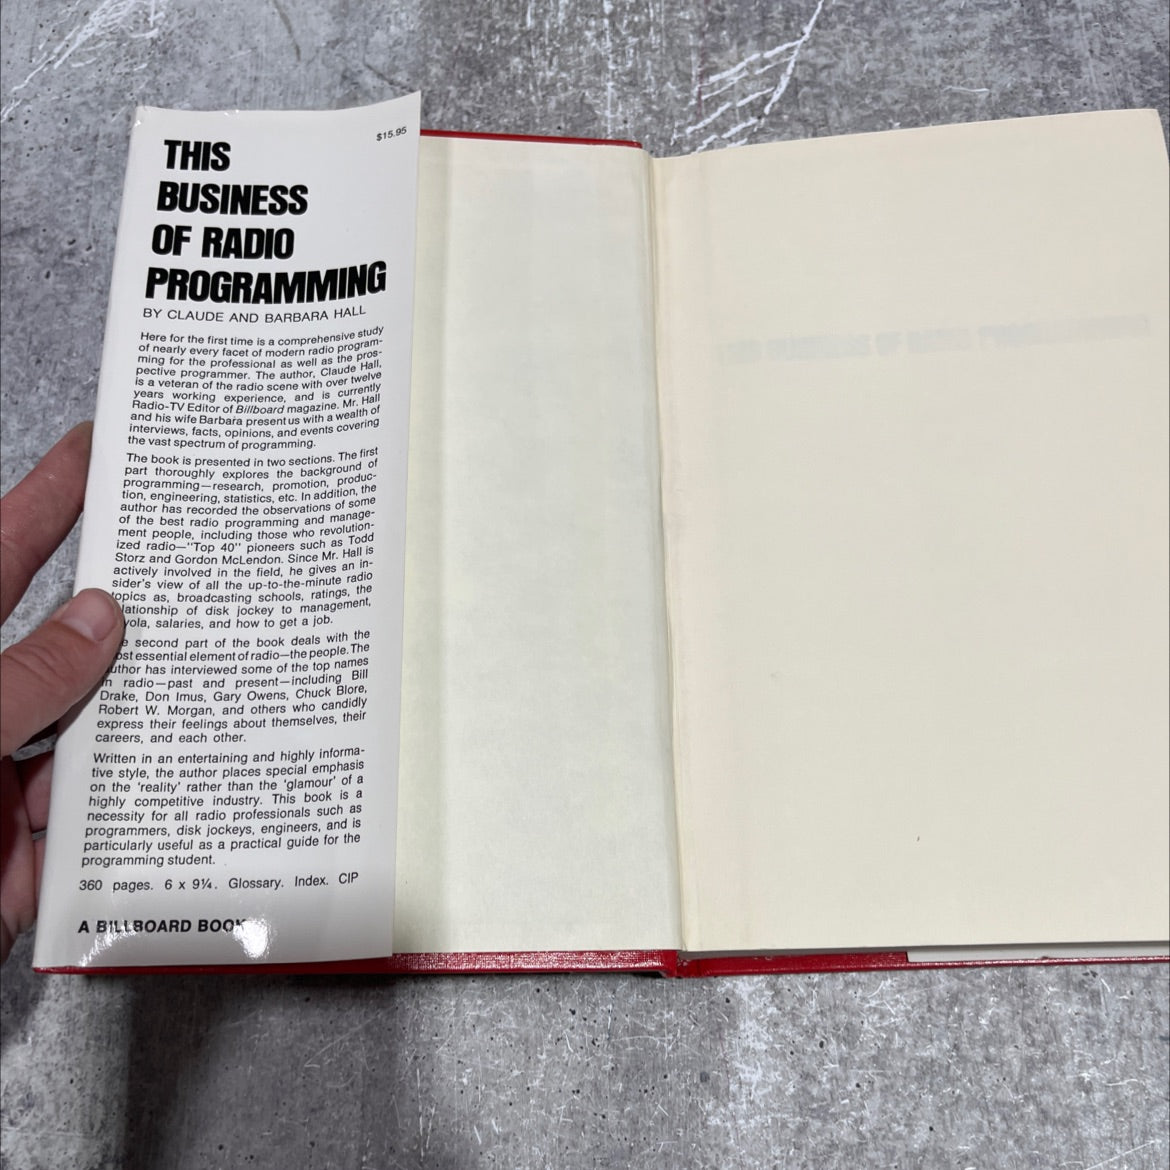 $15.95
THIS
BUSINESS
OF RADIO
PROGRAMMING
BY CLAUDE AND BARBARA HALL
Here for the first time is a comprehensive study
of nearly every facet of modern radio program-
ming for the professional as well as the pros-
pective programmer. The author, Claude Hall,
is a veteran of the radio scene with over twelve
years working experience, and is currently
Radio-TV Editor of Billboard magazine. Mr. Hall
and his wife Barbara present us with a wealth of
interviews, facts, opinions, and events covering
the vast spectrum of programming.
The book is presented in two sections. The first
part thoroughly explores the background of
programming—research, promotion, produc-
tion, engineering, statistics, etc. In addition, the
author has recorded the observations of some
of the best radio programming and manage-
ment people, including those who revolution-
ized radio—"Top 40" pioneers such as Todd
Storz and Gordon McLendon. Since Mr. Hall is
actively involved in the field, he gives an in-
sider's view of all the up-to-the-minute radio
topics as, broadcasting schools, ratings, the
lationship of disk jockey to management,
yola, salaries, and how to get a job.
e second part of the book deals with the
ost essential element of radio—the people. The
uthor has interviewed some of the top names
in radio—past and present—including Bill
Drake, Don Imus, Gary Owens, Chuck Blore,
Robert W. Morgan, and others who candidly
express their feelings about themselves, their
careers, and each other.
Written in an entertaining and highly informa-
tive style, the author places special emphasis
on the 'reality' rather than the 'glamour' of a
highly competitive industry. This book is a
necessity for all radio professionals such as
programmers, disk jockeys, engineers, and is
particularly useful as a practical guide for the
programming student.
360 pages. 6 x 9¼. Glossary. Index. CIP
A BILLBOARD BOOK